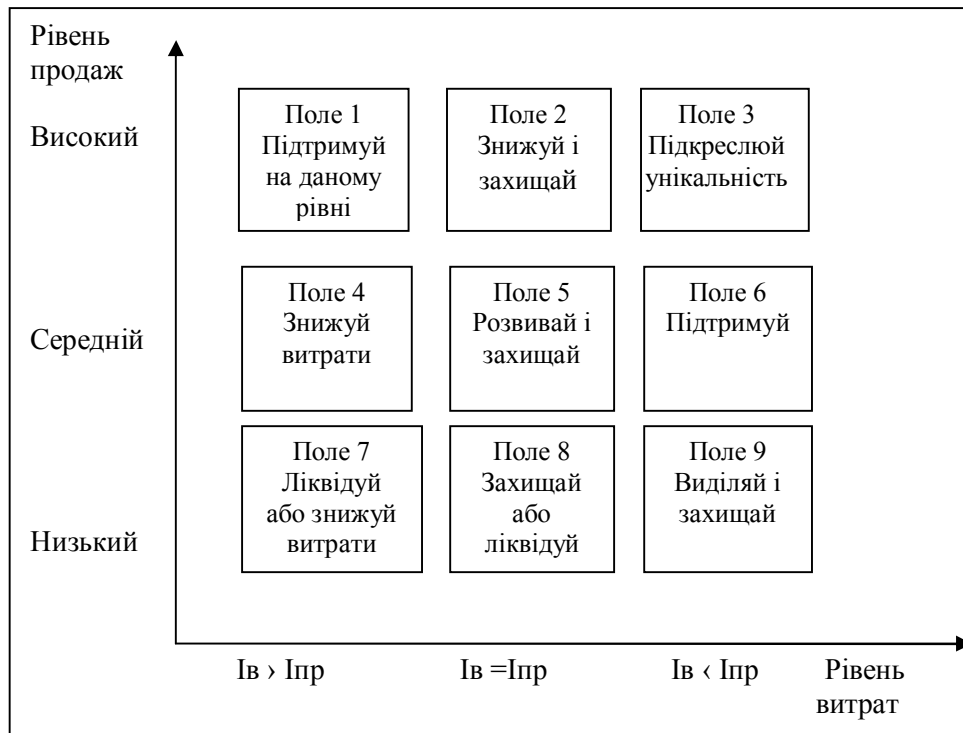 Рівень
продаж
Високий
Поле 1
Підтримуй
на даному
рівні
Поле 2
Знижуй і
захищай
Поле 3
Підкреслюй
унікальність
Середній
Поле 4
Знижуй
витрати
Поле 5
Розвивай і
захищай
Поле 6
Підтримуй
Низький
Поле 7
Ліквідуй
або знижуй
витрати
Поле 8
Захищай
або
ліквідуй
Поле 9
Виділяй і
захищай
Ів › Іпр
Ів =Іпр
Ів ‹ Іпр
Рівень
витрат